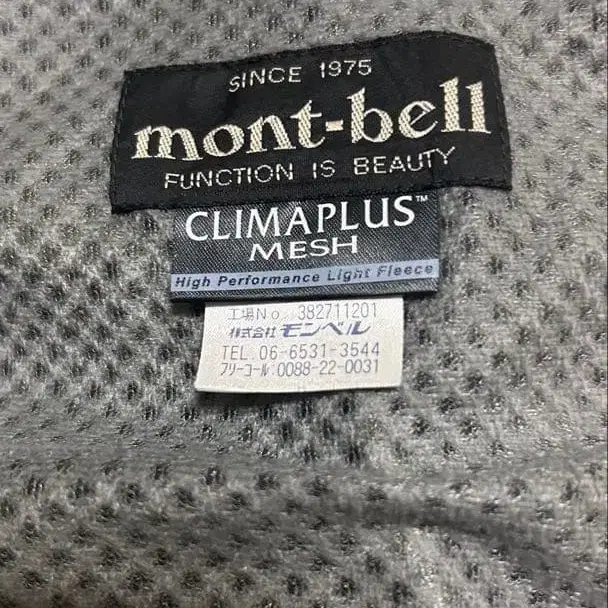 SINCE 1975
mont-bell
FUNCTION IS BEAUTY
CLIMAPLUS™
MESH
High Performance Light Fleece
工場No. 382711201
株式会社 モンベル
TEL. 06-6531-3544
フリーコール:0088-22-0031